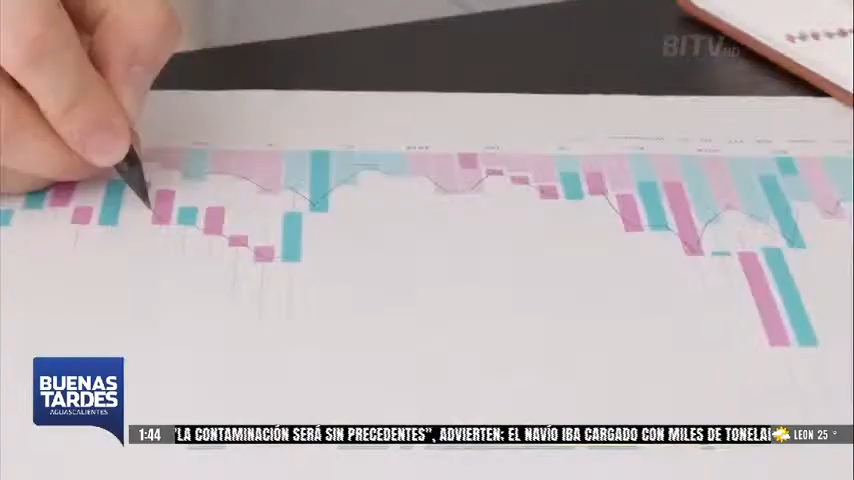 BITV HD
BUENAS
TARDES
AGUASCALIENTES
1:44 "LA CONTAMINACIÓN SERÁ SIN PRECEDENTES", ADVIERTEN: EL NAVÍO IBA CARGADO CON MILES DE TONELA LEON 25 °